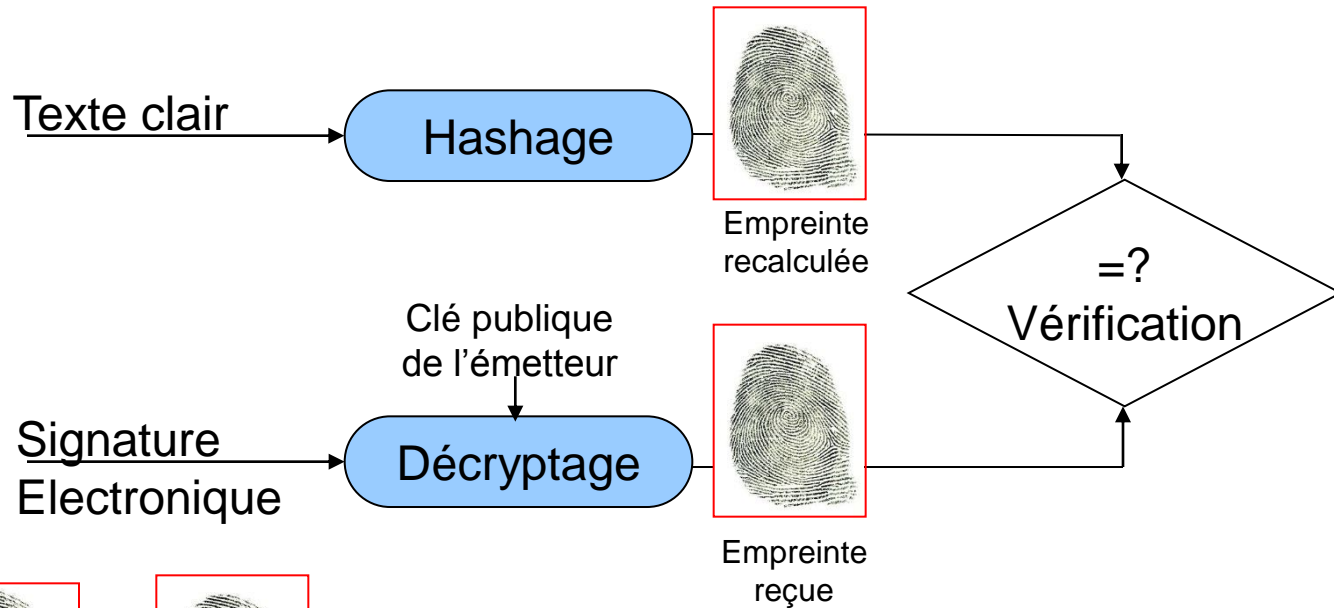 Texte clair
Hashage
Empreinte
recalculée
=?
Vérification
Clé publique
de l’émetteur
Signature
Electronique
Décryptage
Empreinte
reçue